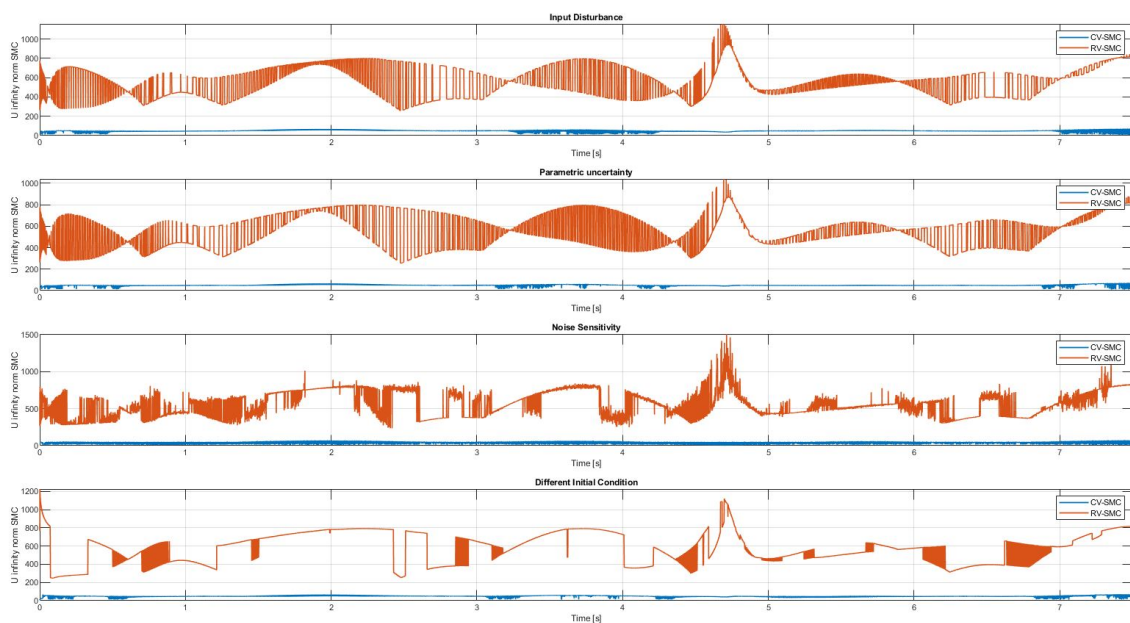 Input Disturbance
U infinity norm SMC
1000
800
600
400
200
0
CV-SMC
RV-SMC
0 1 2 3 4 5 6 7
Time [s]
Parametric uncertainty
U infinity norm SMC
1000
800
600
400
200
0
CV-SMC
RV-SMC
0 1 2 3 4 5 6 7
Time [s]
Noise Sensitivity
U infinity norm SMC
1500
1000
500
0
CV-SMC
RV-SMC
0 1 2 3 4 5 6 7
Time [s]
Different Initial Condition
U infinity norm SMC
1200
1000
800
600
400
200
0
CV-SMC
RV-SMC
0 1 2 3 4 5 6 7
Time [s]